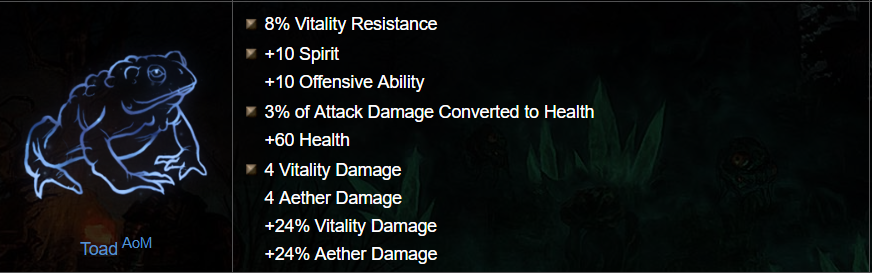 8% Vitality Resistance
+10 Spirit
+10 Offensive Ability
3% of Attack Damage Converted to Health
+60 Health
4 Vitality Damage
4 Aether Damage
+24% Vitality Damage
+24% Aether Damage
Toad AoM